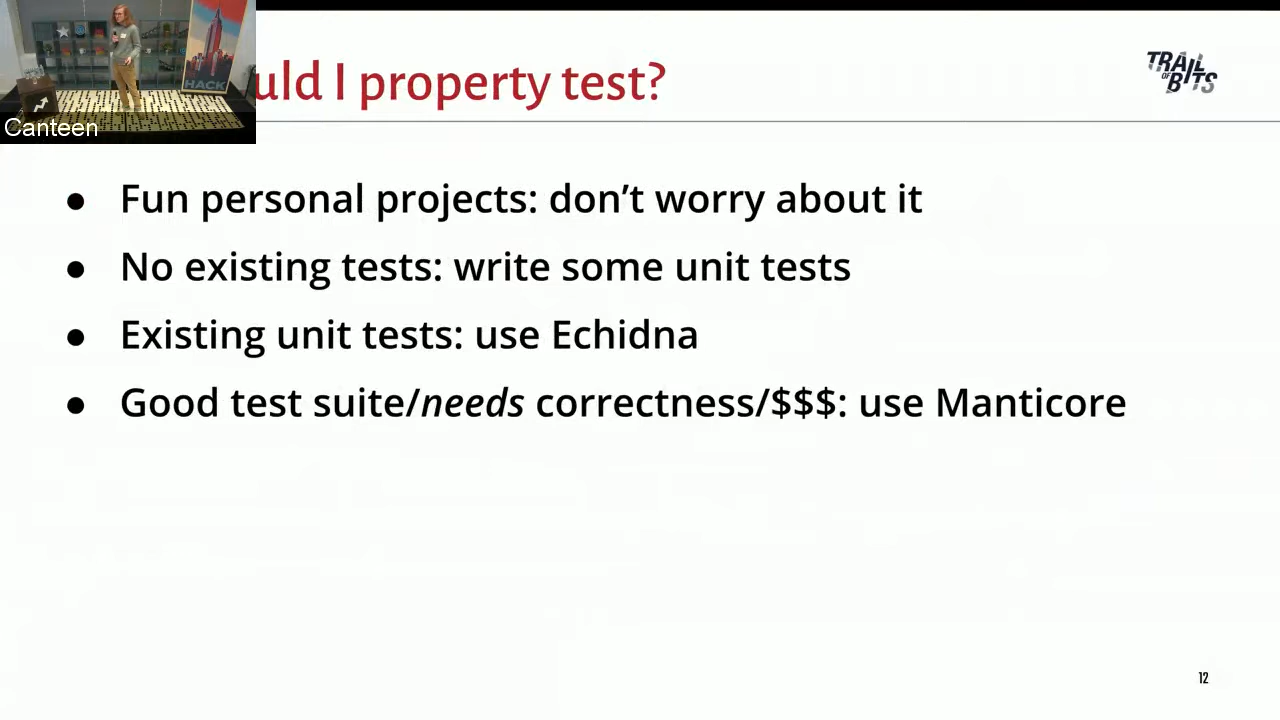 HACK
Canteen
uld I property test?
TRAIL
OF
BITS
● Fun personal projects: don’t worry about it
● No existing tests: write some unit tests
● Existing unit tests: use Echidna
● Good test suite/needs correctness/$$$: use Manticore
12